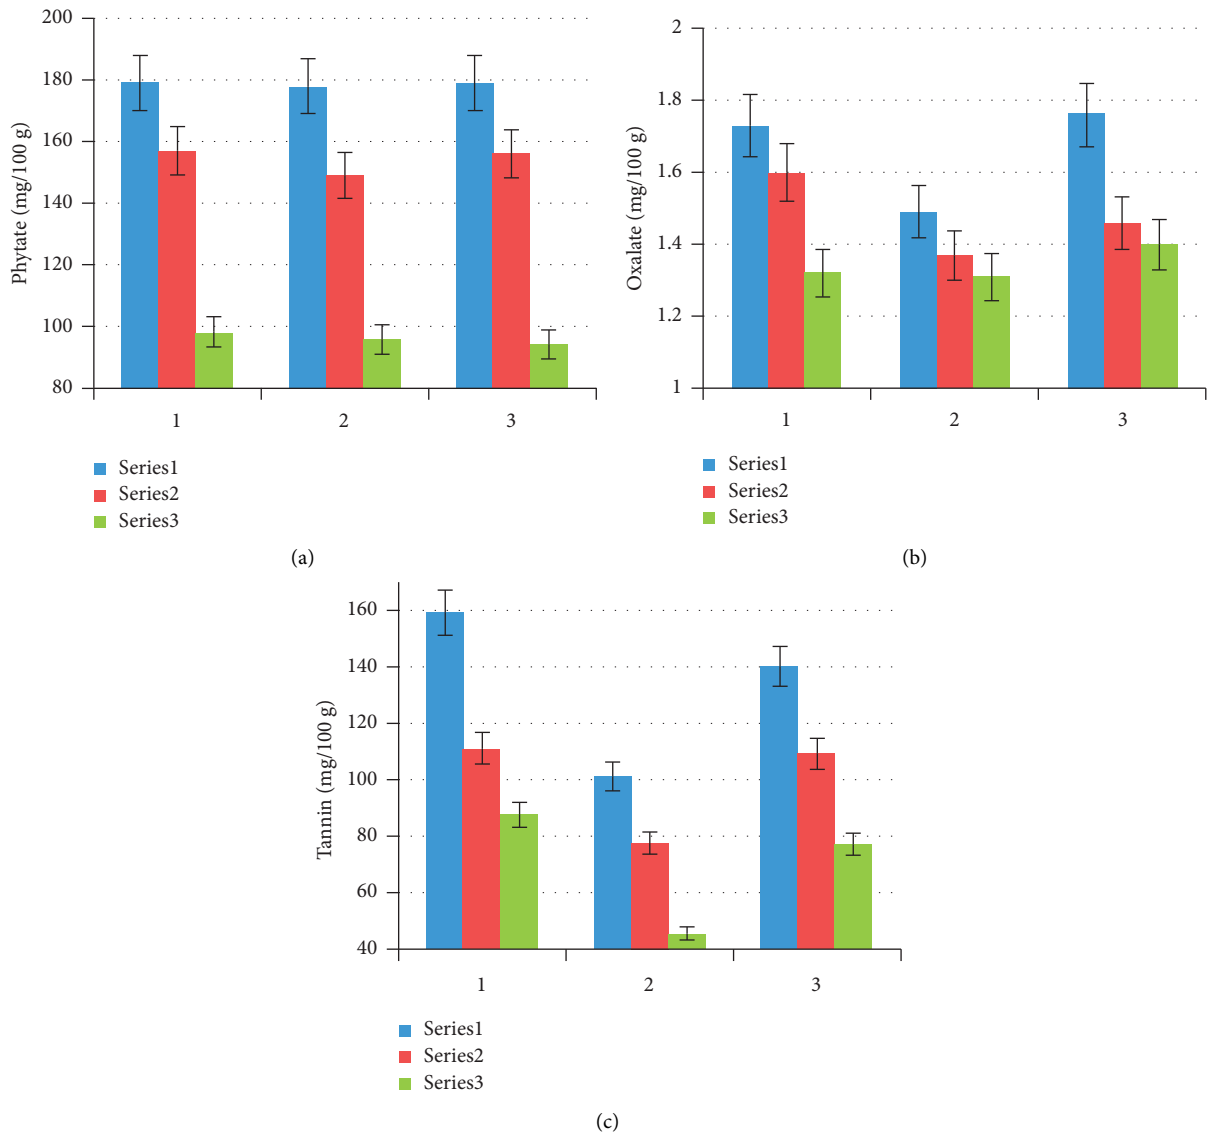 Phytate (mg/100 g)
200
180
160
140
120
100
80
1 2 3
Series1
Series2
Series3
(a)
Oxalate (mg/100 g)
2
1.8
1.6
1.4
1.2
1
1 2 3
Series1
Series2
Series3
(b)
Tannin (mg/100 g)
160
140
120
100
80
60
40
1 2 3
Series1
Series2
Series3
(c)